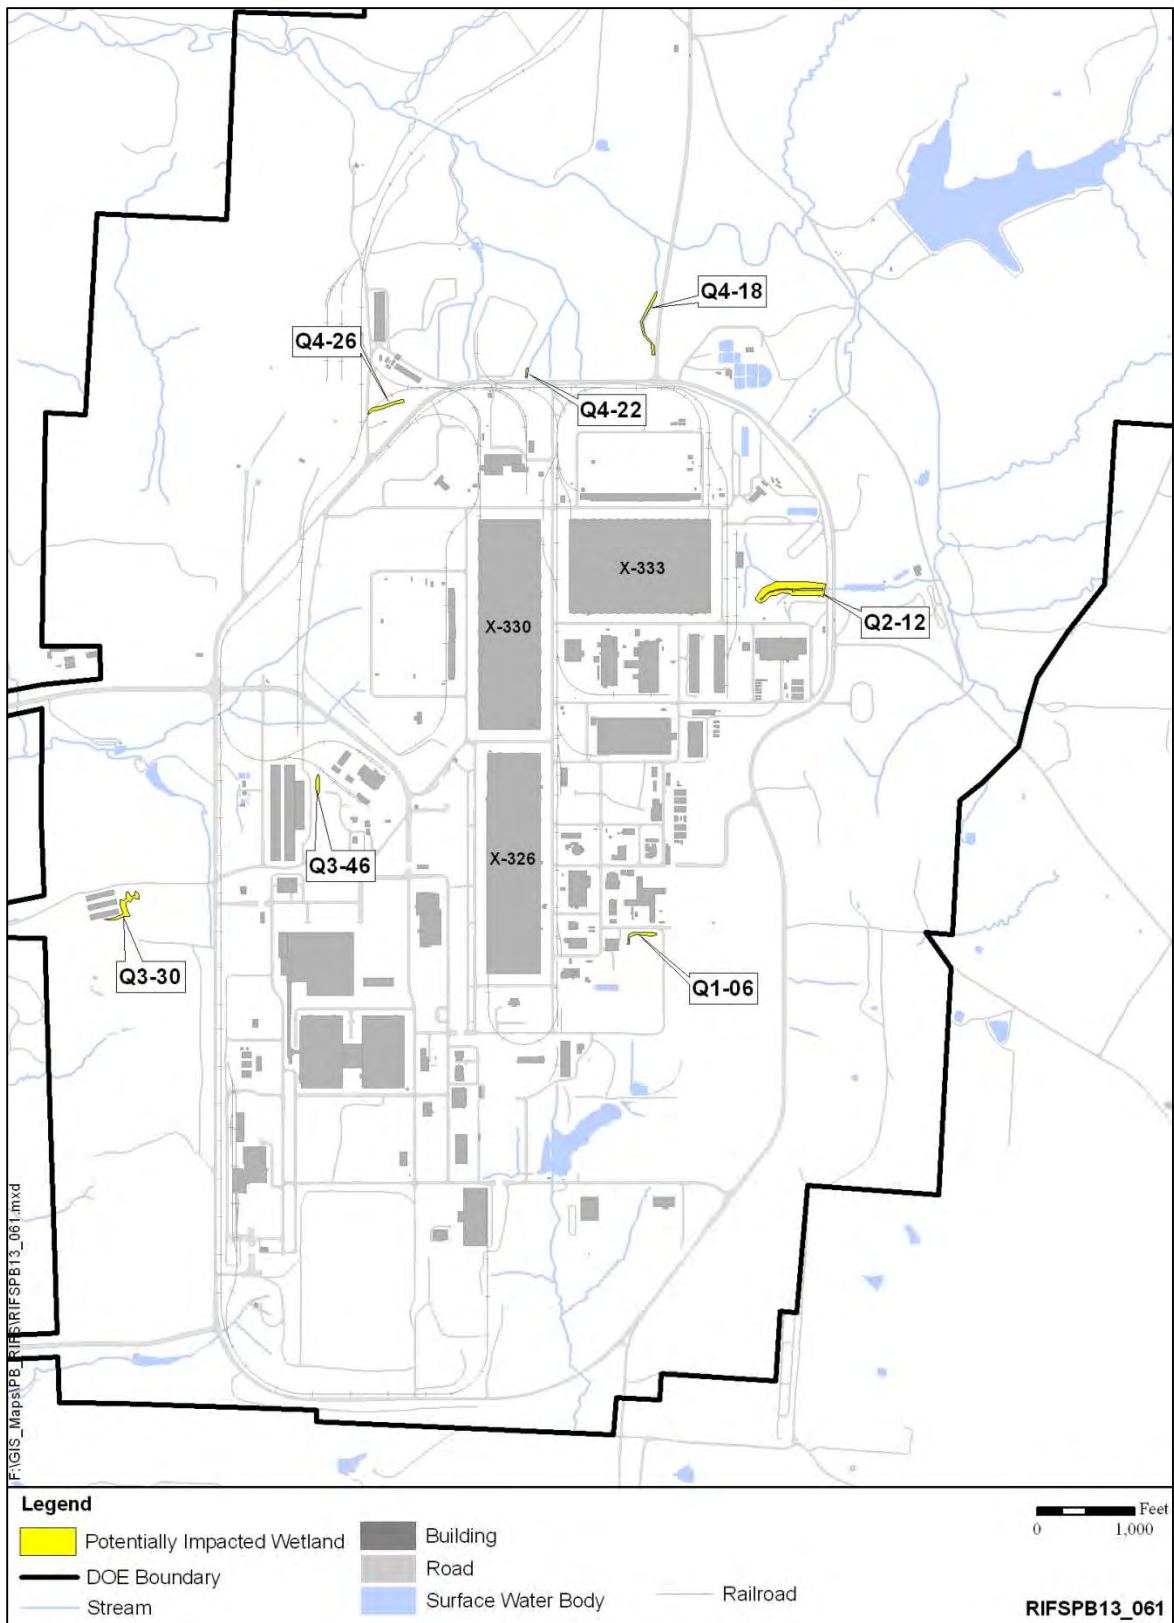 Q4-18
Q4-26
Q4-22
X-333
Q2-12
X-330
Q3-46
X-326
Q3-30
Q1-06
F:\GIS_Maps\PB_RIFS\RIFSPB13_061.mxd
Legend
Potentially Impacted Wetland
DOE Boundary
Stream
Building
Road
Surface Water Body
Railroad
Feet
0 1,000
RIFSPB13_061